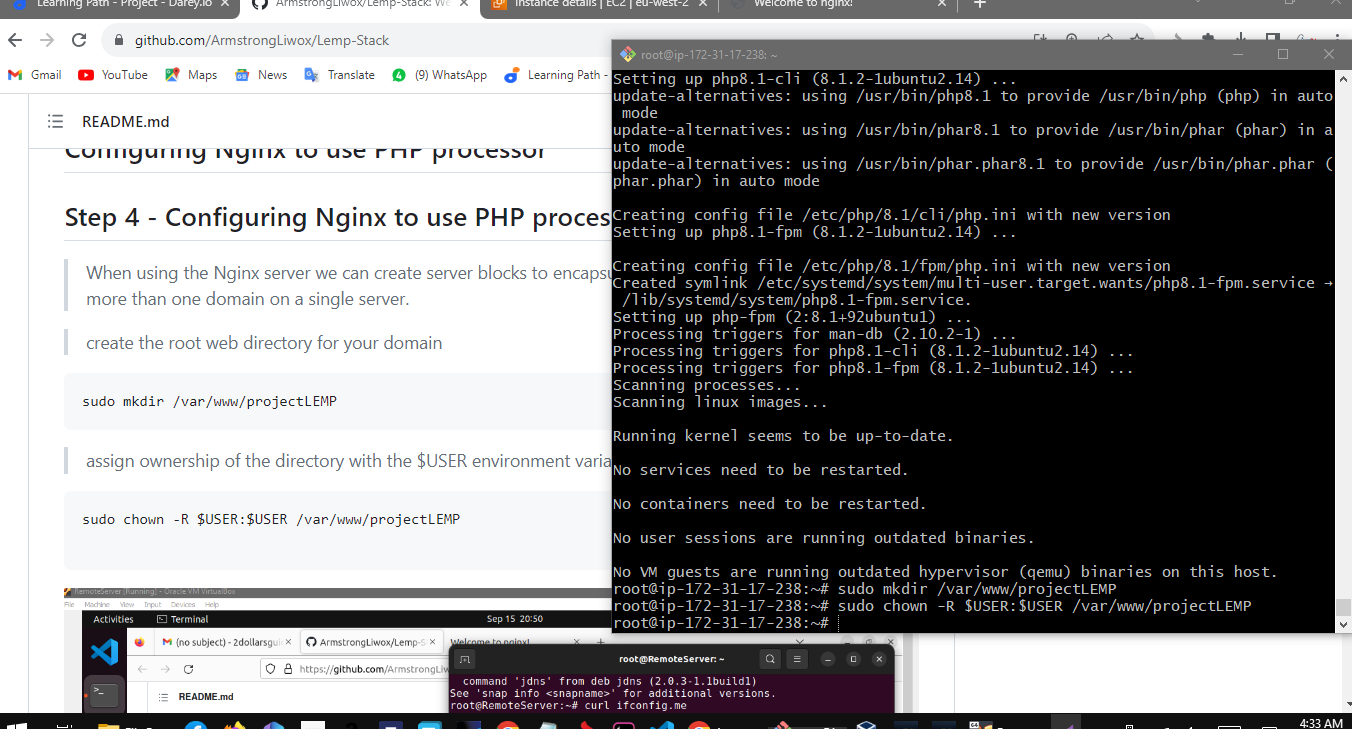 Learning Path - Project - Darey.io
ArmstrongLiwox/Lemp-Stack: We
Instance details | EC2 | eu-west-2
Welcome to nginx!
github.com/ArmstrongLiwox/Lemp-Stack
Gmail
YouTube
Maps
News
Translate
(9) WhatsApp
Learning Path -
README.md
Configuring Nginx to use PHP processor
Step 4 - Configuring Nginx to use PHP proces
When using the Nginx server we can create server blocks to encapsu
more than one domain on a single server.
create the root web directory for your domain
sudo mkdir /var/www/projectLEMP
assign ownership of the directory with the $USER environment varia
sudo chown -R $USER:$USER /var/www/projectLEMP
RemoteServer [Running] - Oracle VM VirtualBox
File Machine View Input Devices Help
Activities
Terminal
Sep 15 20:50
(no subject) - 2dollarsgui
ArmstrongLiwox/Lemp-S
Welcome to nginx!
https://github.com/ArmstrongLiw
README.md
root@RemoteServer: ~
command 'jdns' from deb jdns (2.0.3-1.1build1)
See 'snap info <snapname>' for additional versions.
root@RemoteServer:~# curl ifconfig.me
root@ip-172-31-17-238: ~
Setting up php8.1-cli (8.1.2-1ubuntu2.14) ...
update-alternatives: using /usr/bin/php8.1 to provide /usr/bin/php (php) in auto
mode
update-alternatives: using /usr/bin/phar8.1 to provide /usr/bin/phar (phar) in a
uto mode
update-alternatives: using /usr/bin/phar.phar8.1 to provide /usr/bin/phar.phar (
phar.phar) in auto mode
Creating config file /etc/php/8.1/cli/php.ini with new version
Setting up php8.1-fpm (8.1.2-1ubuntu2.14) ...
Creating config file /etc/php/8.1/fpm/php.ini with new version
Created symlink /etc/systemd/system/multi-user.target.wants/php8.1-fpm.service →
/lib/systemd/system/php8.1-fpm.service.
Setting up php-fpm (2:8.1+92ubuntu1) ...
Processing triggers for man-db (2.10.2-1) ...
Processing triggers for php8.1-cli (8.1.2-1ubuntu2.14) ...
Processing triggers for php8.1-fpm (8.1.2-1ubuntu2.14) ...
Scanning processes...
Scanning linux images...
Running kernel seems to be up-to-date.
No services need to be restarted.
No containers need to be restarted.
No user sessions are running outdated binaries.
No VM guests are running outdated hypervisor (qemu) binaries on this host.
root@ip-172-31-17-238:~# sudo mkdir /var/www/projectLEMP
root@ip-172-31-17-238:~# sudo chown -R $USER:$USER /var/www/projectLEMP
root@ip-172-31-17-238:~#
4:33 AM